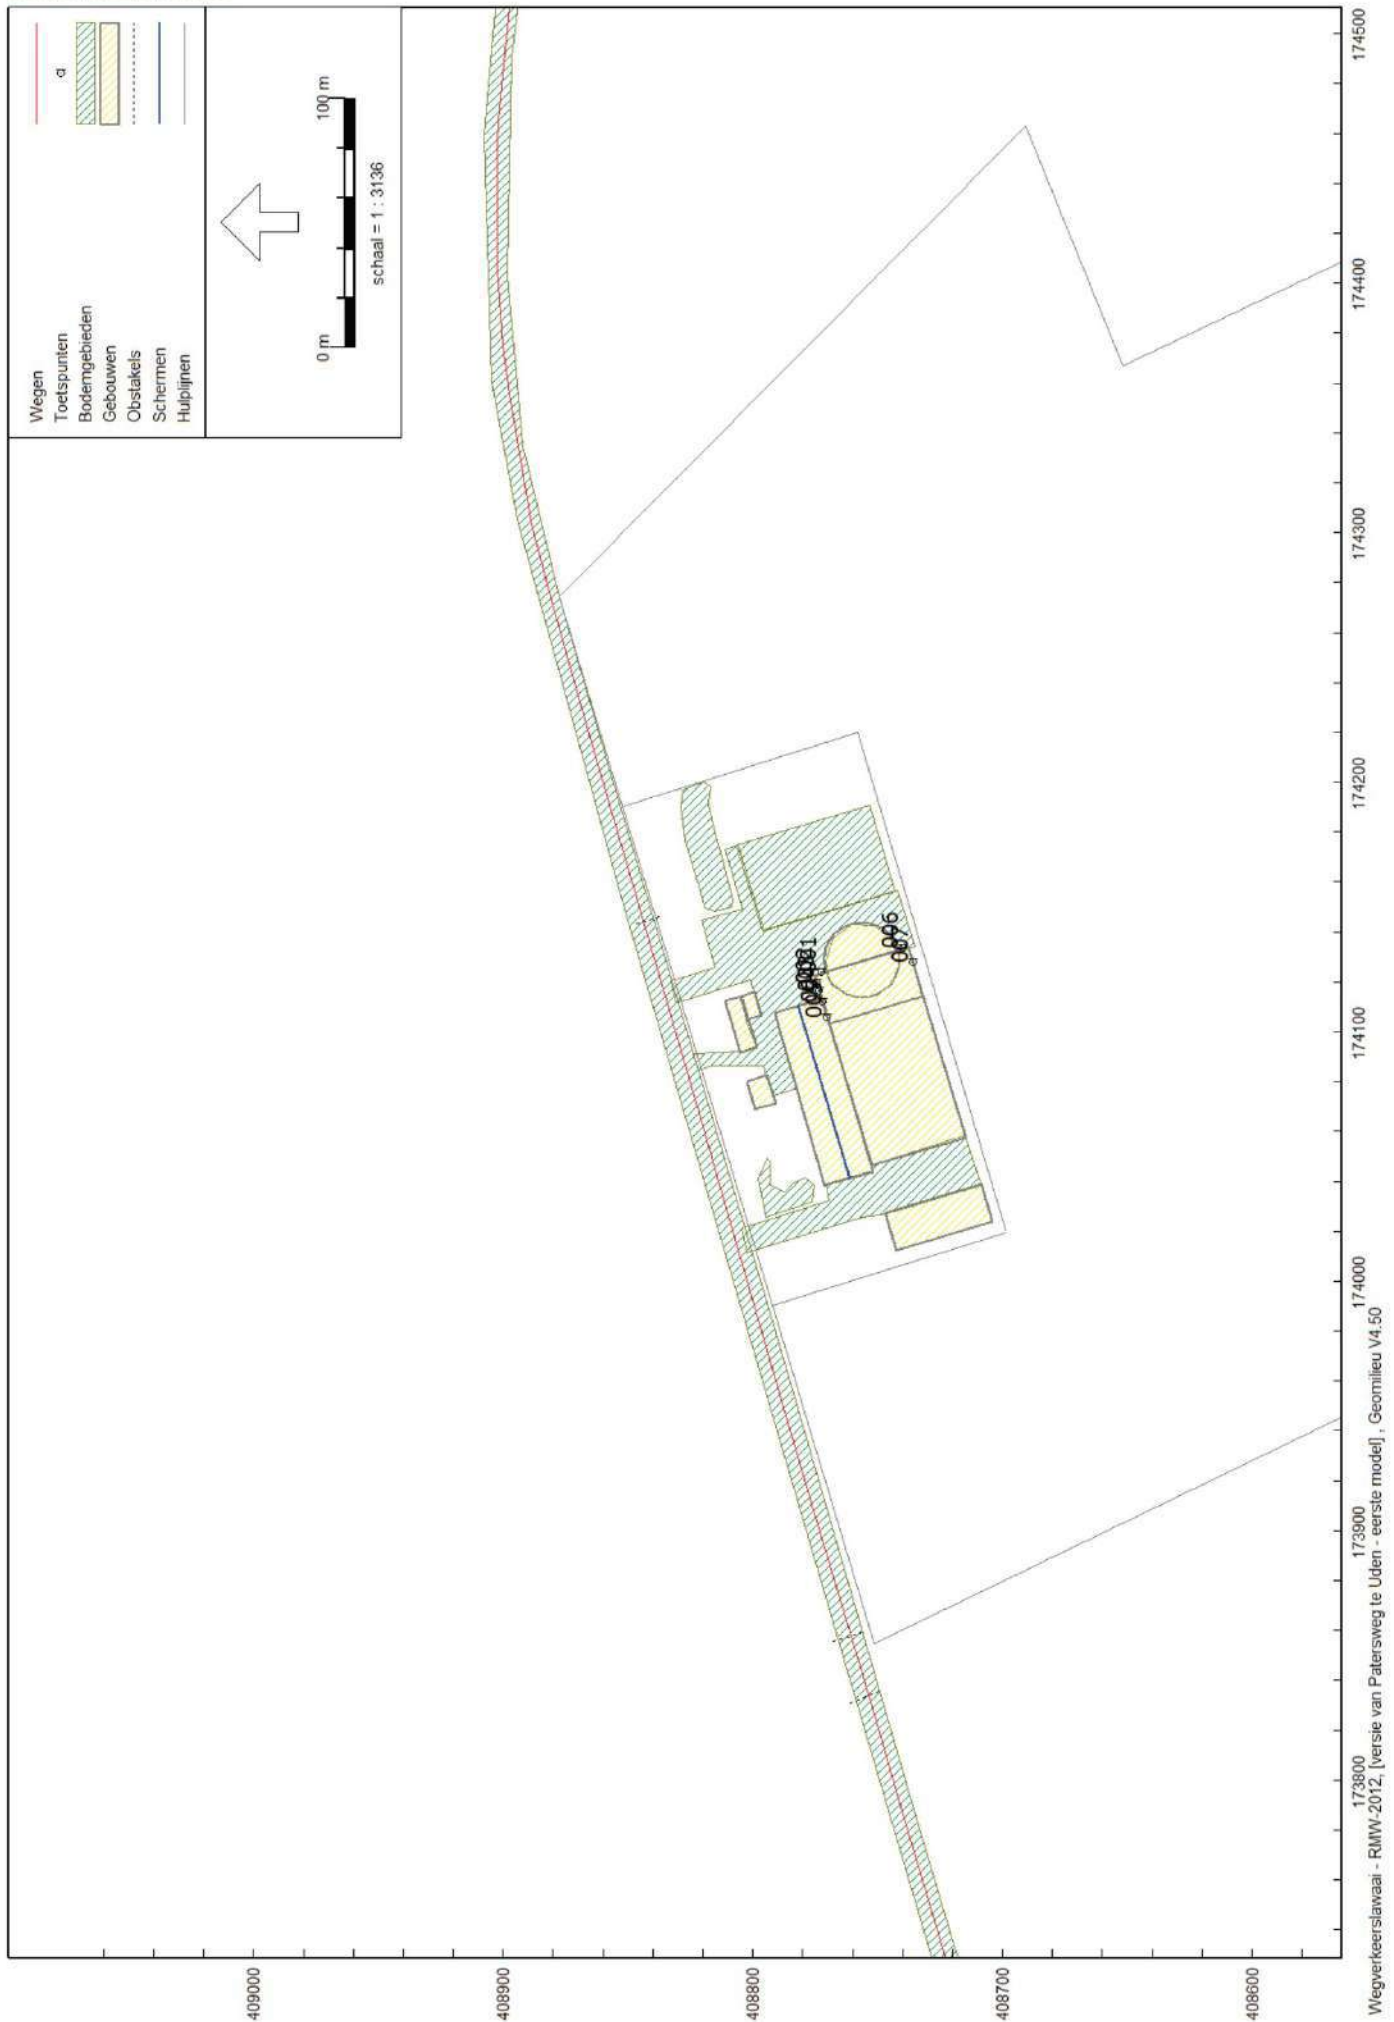 Wegen
Toetspunten
Bodemgebieden
Gebouwen
Obstakels
Schermen
Hulplijnen
0 m
100 m
schaal = 1 : 3136
409000
408900
408800
408700
408600
006
007
173800
173900
174000
174100
174200
174300
174400
174500
Wegverkeerslawaai - RMW-2012, [versie van Patersweg te Uden - eerste model] , Geomilieu V4.50